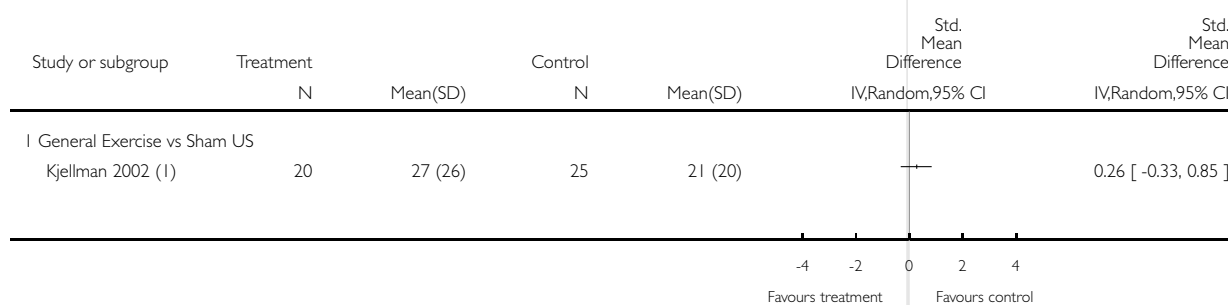 Std. Std.
Mean Mean
Study or subgroup Treatment Control Difference Difference
N Mean(SD) N Mean(SD) IV,Random,95% CI IV,Random,95% CI
1 General Exercise vs Sham US
Kjellman 2002 (1) 20 27 (26) 25 21 (20) 0.26 [ -0.33, 0.85 ]
-4 -2 0 2 4
Favours treatment Favours control